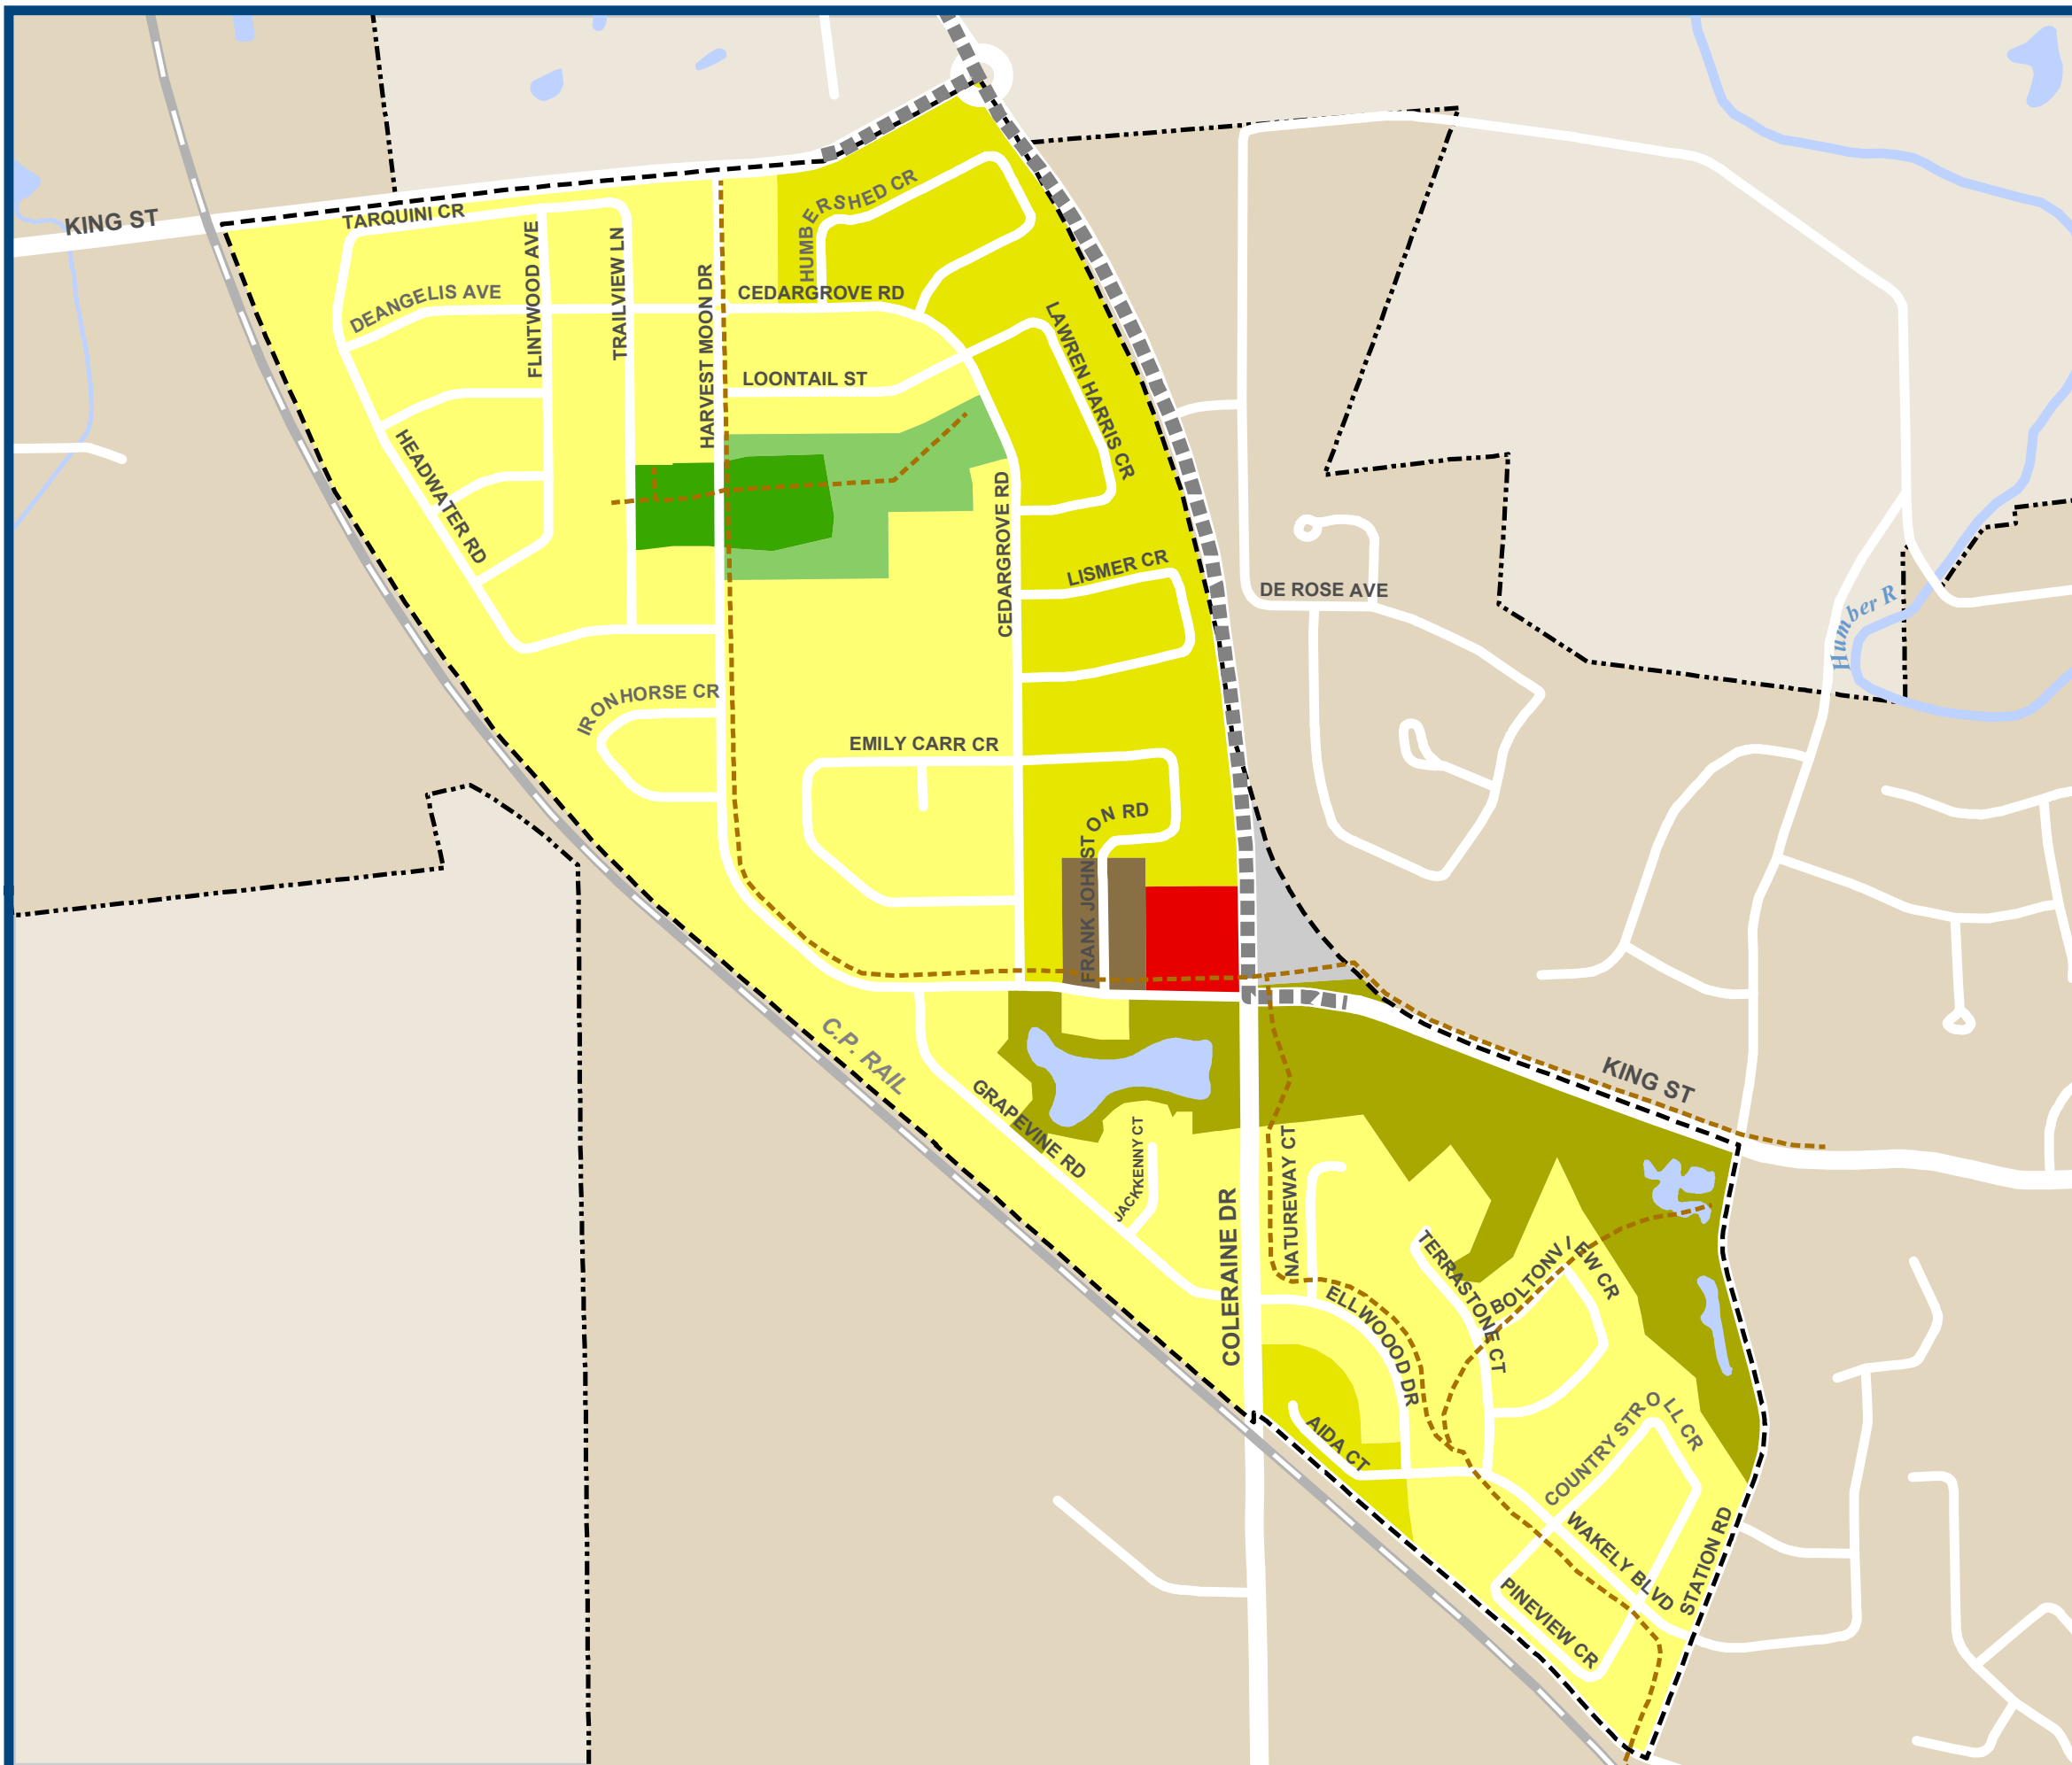 KING ST
TARQUINI CR
HUMBERSHED CR
FLINTWOOD AVE
TRAILVIEW LN
HARVEST MOON DR
DEANGELIS AVE
CEDARGROVE RD
LAWREN HARRIS CR
LOONTAIL ST
HEADWATER RD
CEDARGROVE RD
LISMER CR
DE ROSE AVE
Humber R
IRON HORSE CR
EMILY CARR CR
FRANK JOHNSTON RD
C.P. RAIL
KING ST
GRAPEVINE RD
JACKKENNY CT
NATUREWAY CT
COLERAINE DR
TERRASTONE CT
BOLTONVIEW CR
ELLWOOD DR
AIDA CT
COUNTRY STROLL CR
WAKELY BLVD
STATION RD
PINEVIEW CR